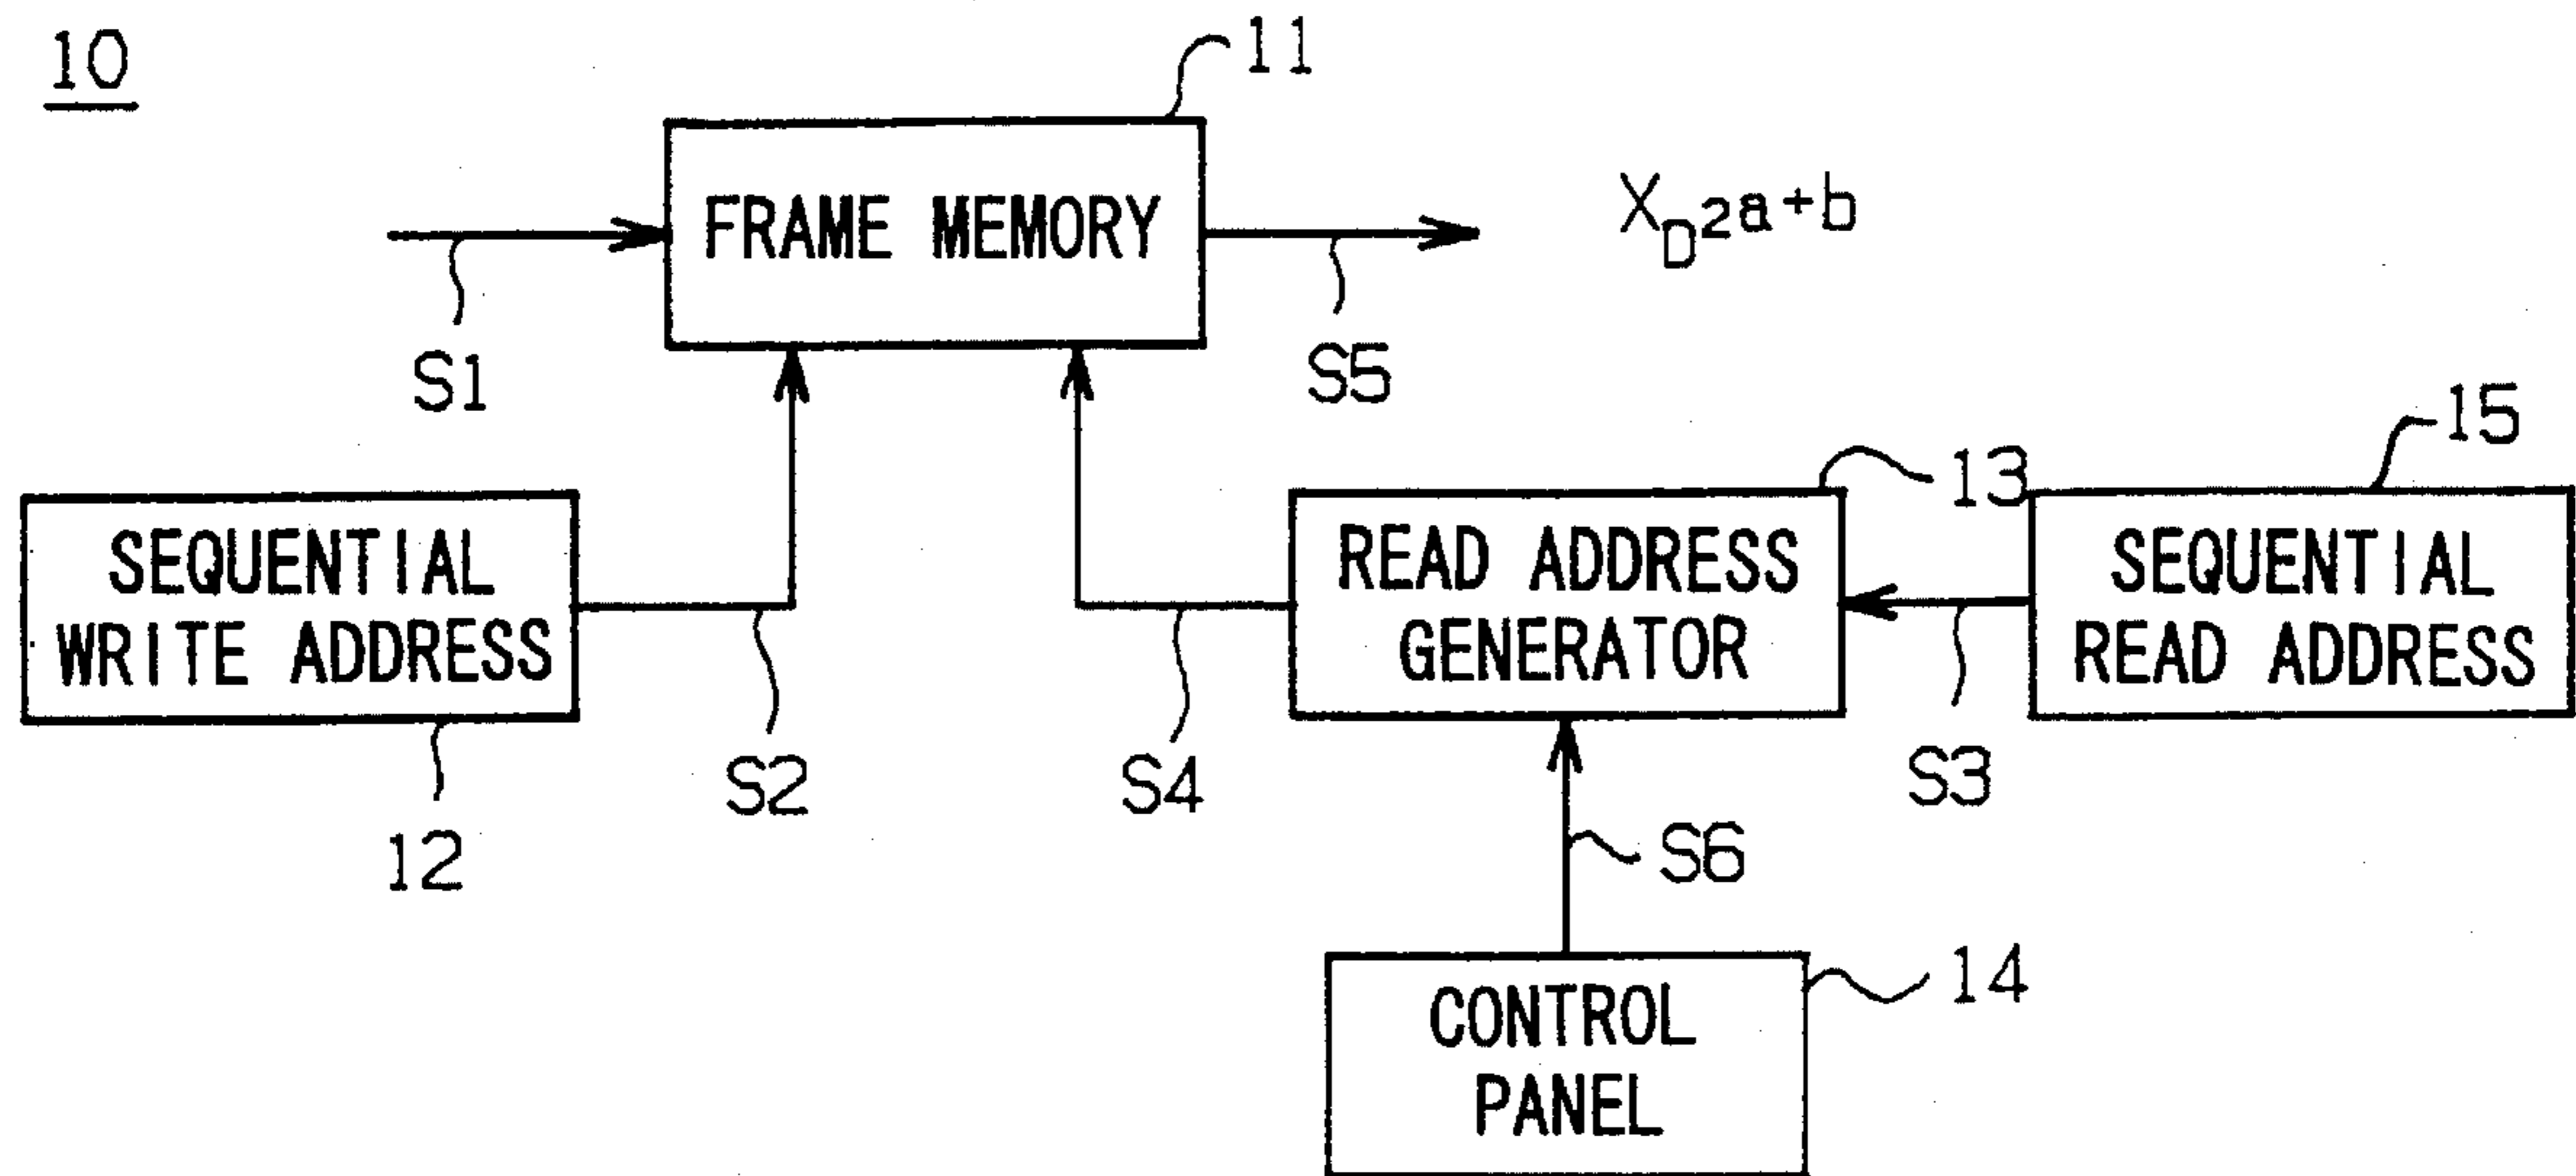 10
11
FRAME MEMORY
X_D2a+b
S1
S5
15
13
SEQUENTIAL
WRITE ADDRESS
READ ADDRESS
GENERATOR
SEQUENTIAL
READ ADDRESS
S2
S4
S3
12
S6
14
CONTROL
PANEL